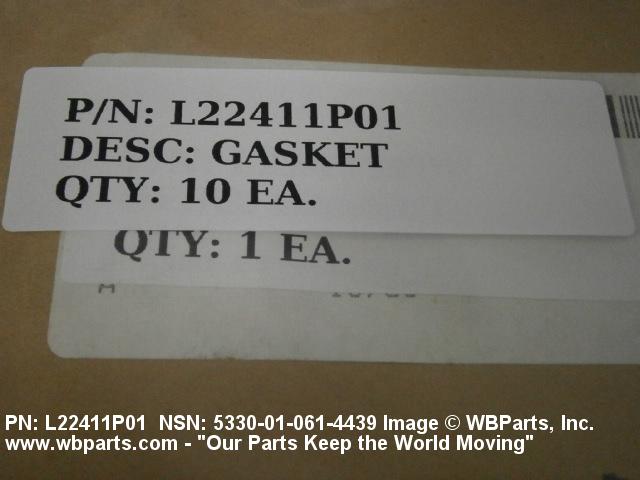 P/N: L22411P01
DESC: GASKET
QTY: 10 EA.
QTY: 1 EA.
PN: L22411P01 NSN: 5330-01-061-4439 Image © WBParts, Inc.
www.wbparts.com - "Our Parts Keep the World Moving"